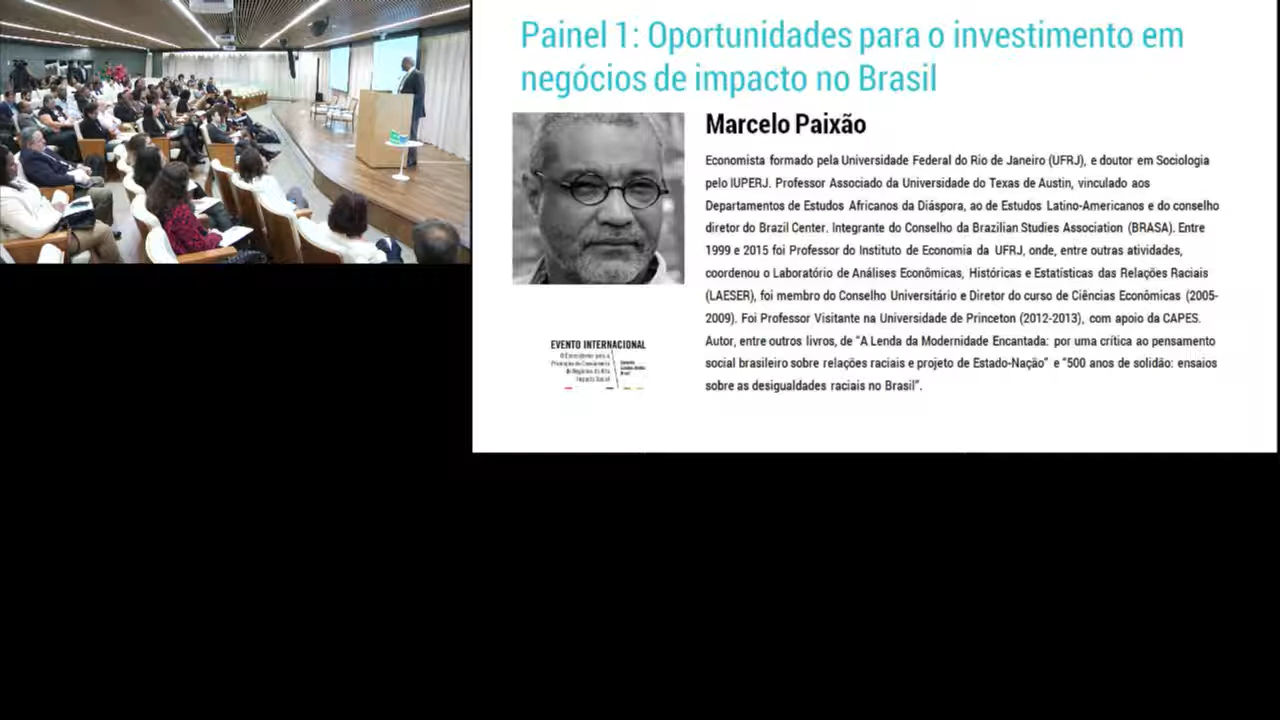 Painel 1: Oportunidades para o investimento em
negócios de impacto no Brasil
Marcelo Paixão
Economista formado pela Universidade Federal do Rio de Janeiro (UFRJ), e doutor em Sociologia
pelo IUPERJ. Professor Associado da Universidade do Texas de Austin, vinculado aos
Departamentos de Estudos Africanos da Diáspora, ao de Estudos Latino-Americanos e do conselho
diretor do Brazil Center. Integrante do Conselho da Brazilian Studies Association (BRASA). Entre
1999 e 2015 foi Professor do Instituto de Economia da UFRJ, onde, entre outras atividades,
coordenou o Laboratório de Análises Econômicas, Históricas e Estatísticas das Relações Raciais
(LAESER), foi membro do Conselho Universitário e Diretor do curso de Ciências Econômicas (2005-
2009). Foi Professor Visitante na Universidade de Princeton (2012-2013), com apoio da CAPES.
Autor, entre outros livros, de “A Lenda da Modernidade Encantada: por uma crítica ao pensamento
social brasileiro sobre relações raciais e projeto de Estado-Nação” e “500 anos de solidão: ensaios
sobre as desigualdades raciais no Brasil”.
EVENTO INTERNACIONAL